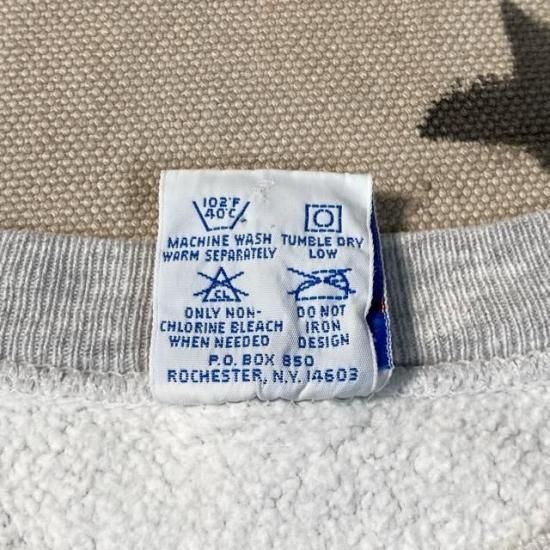 102°F
40°C
MACHINE WASH
WARM SEPARATELY
TUMBLE DRY
LOW
CL
ONLY NON-
CHLORINE BLEACH
WHEN NEEDED
DO NOT
IRON
DESIGN
P.O. BOX 850
ROCHESTER, N.Y. 14603